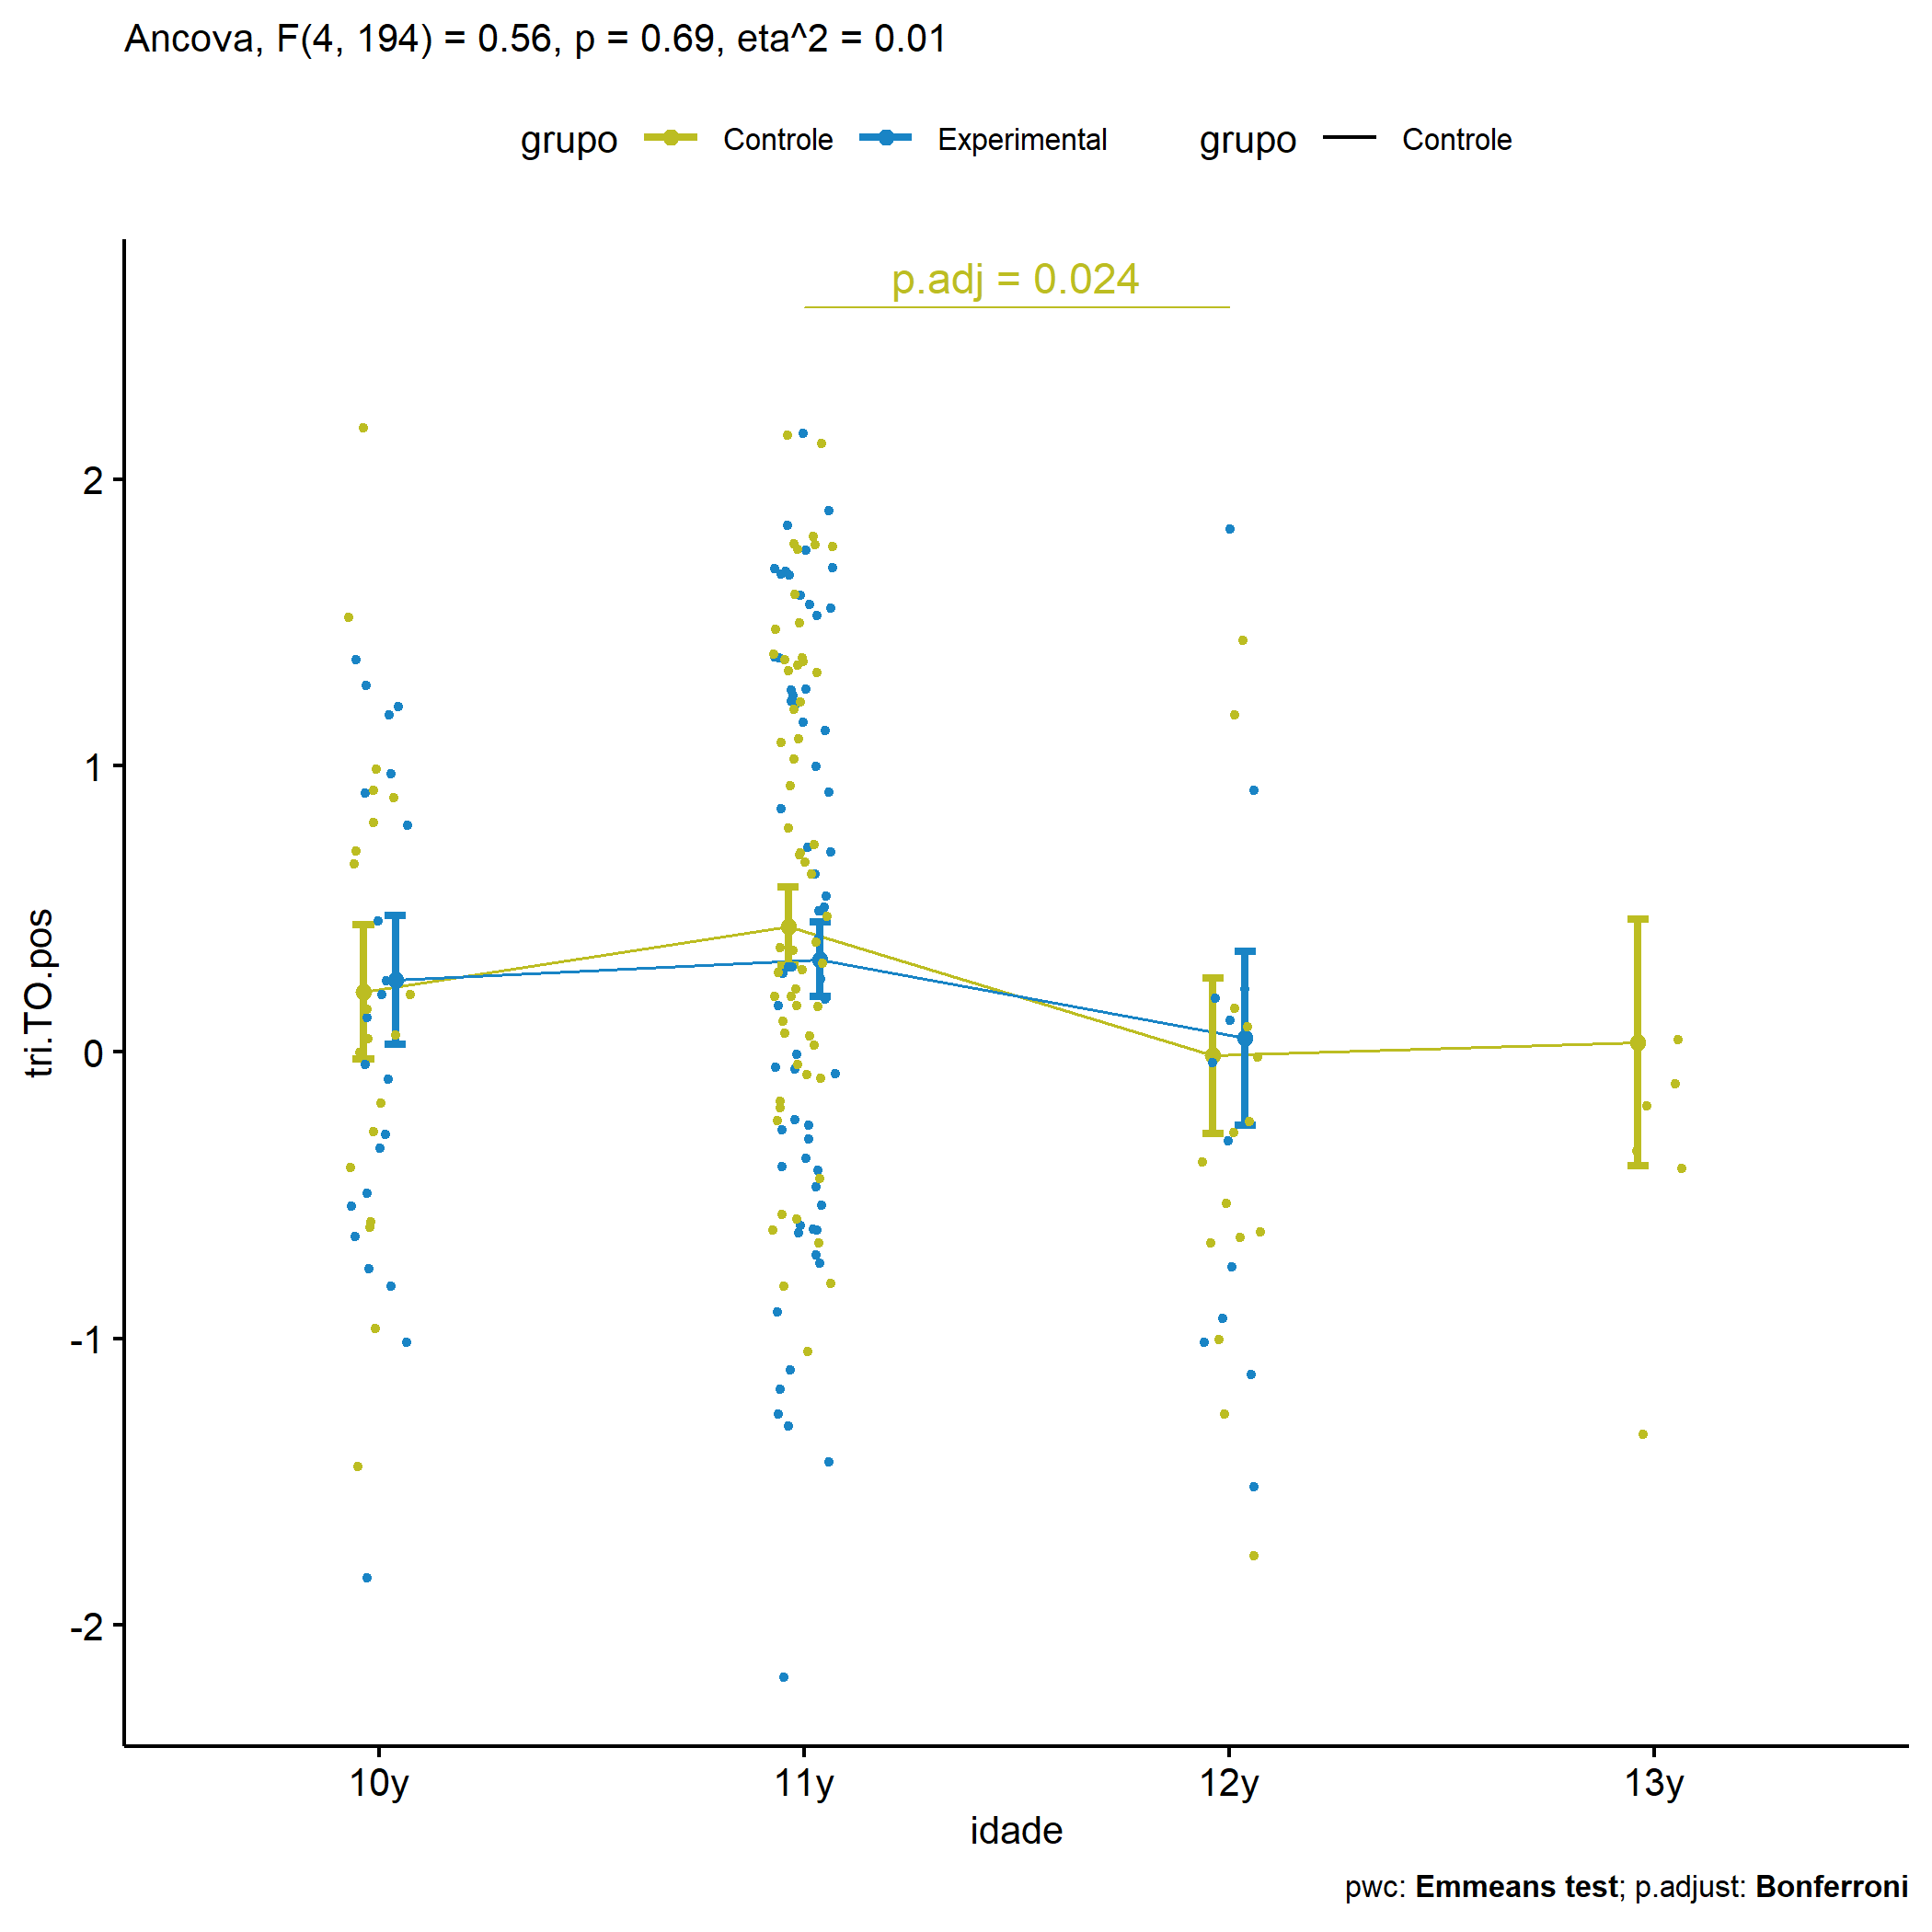 Ancova, F(4, 194) = 0.56, p = 0.69, eta^2 = 0.01
grupo Controle Experimental grupo Controle
p.adj = 0.024
2
1
0
-1
-2
tri.TO.pos
10y 11y 12y 13y
idade
pwc: Emmeans test; p.adjust: Bonferroni